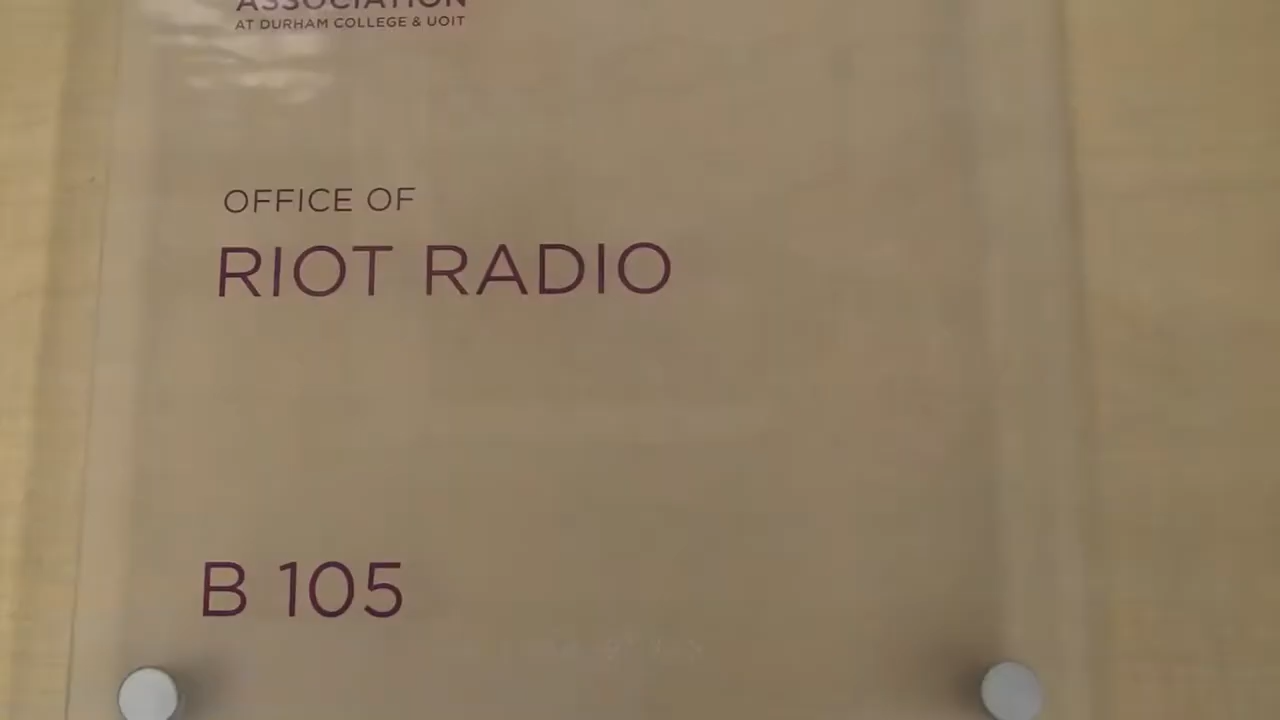 ASSOCIATION
AT DURHAM COLLEGE & UOIT
OFFICE OF
RIOT RADIO
B 105